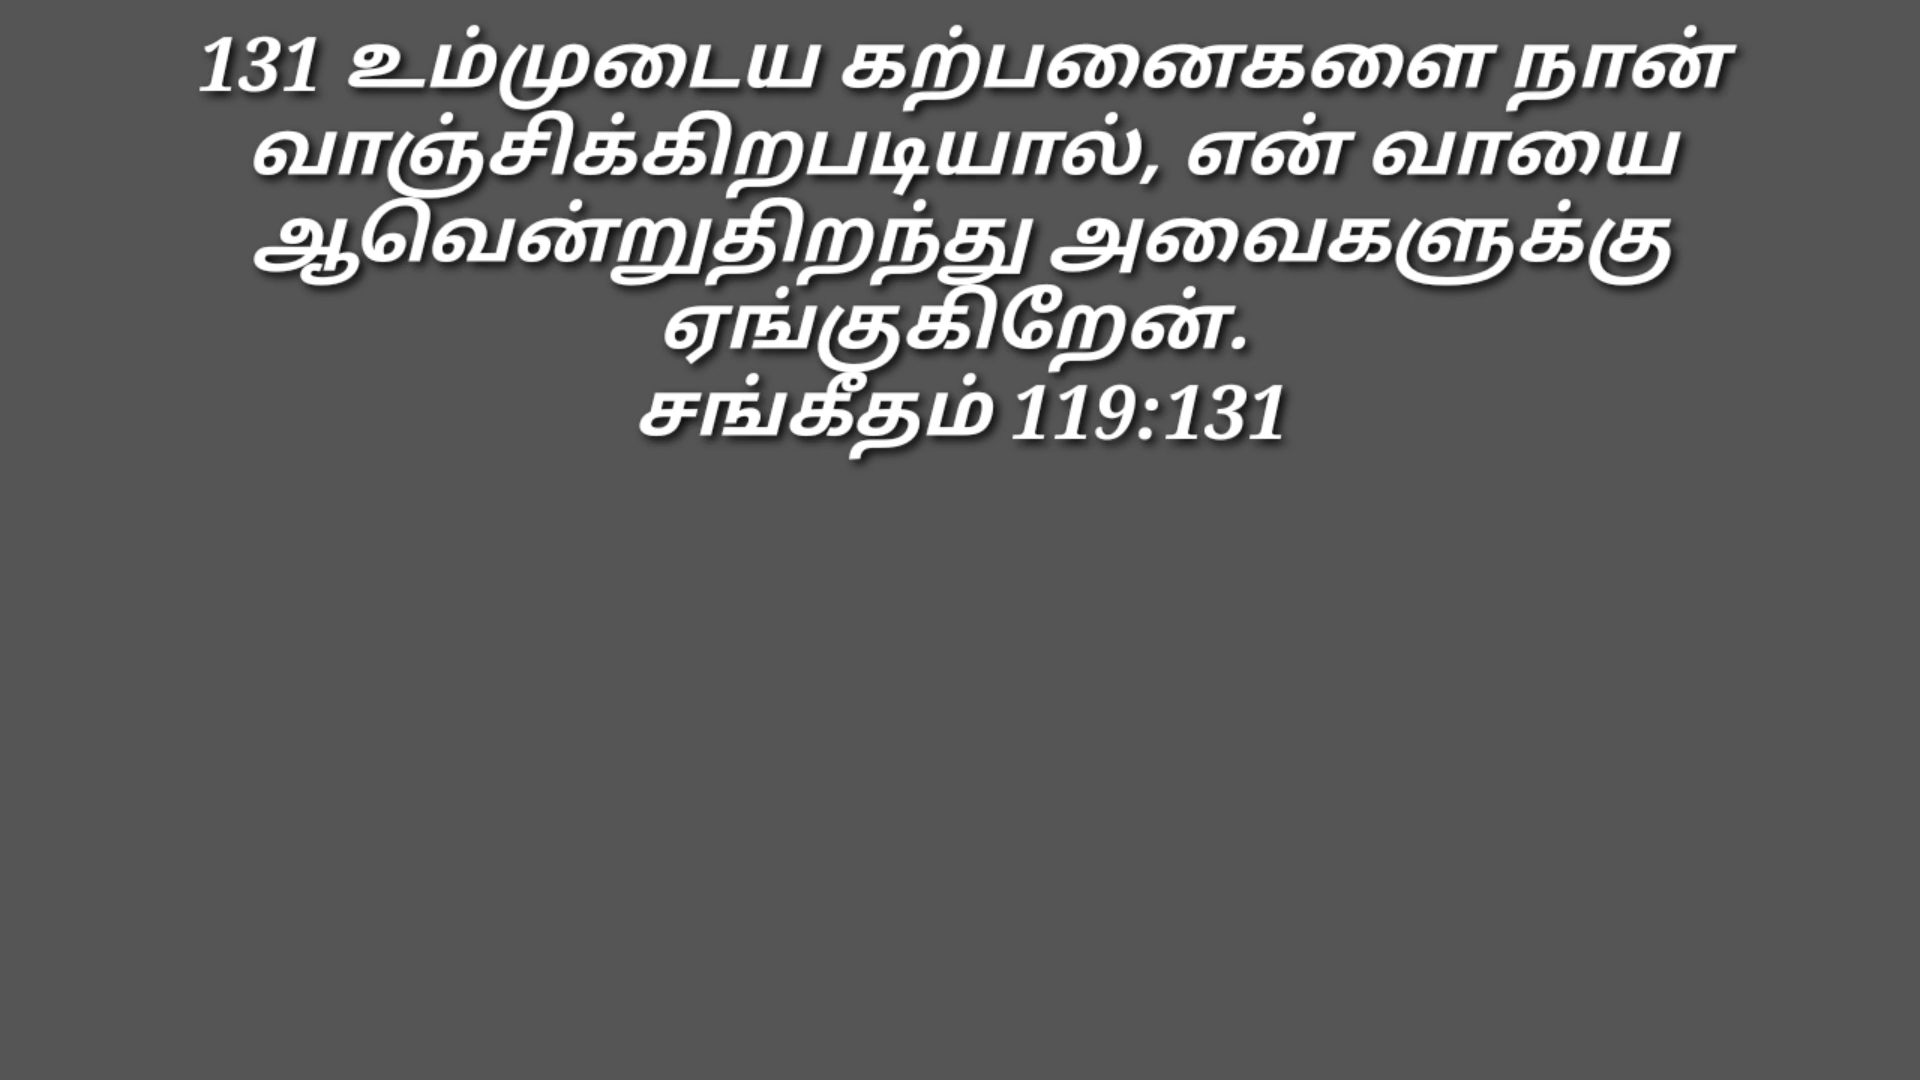 131 உம்முடைய கற்பனைகளை நான்
வாஞ்சிக்கிறபடியால், என் வாயை
ஆவென்றுதிறந்து அவைகளுக்கு
ஏங்குகிறேன்.
சங்கீதம் 119:131